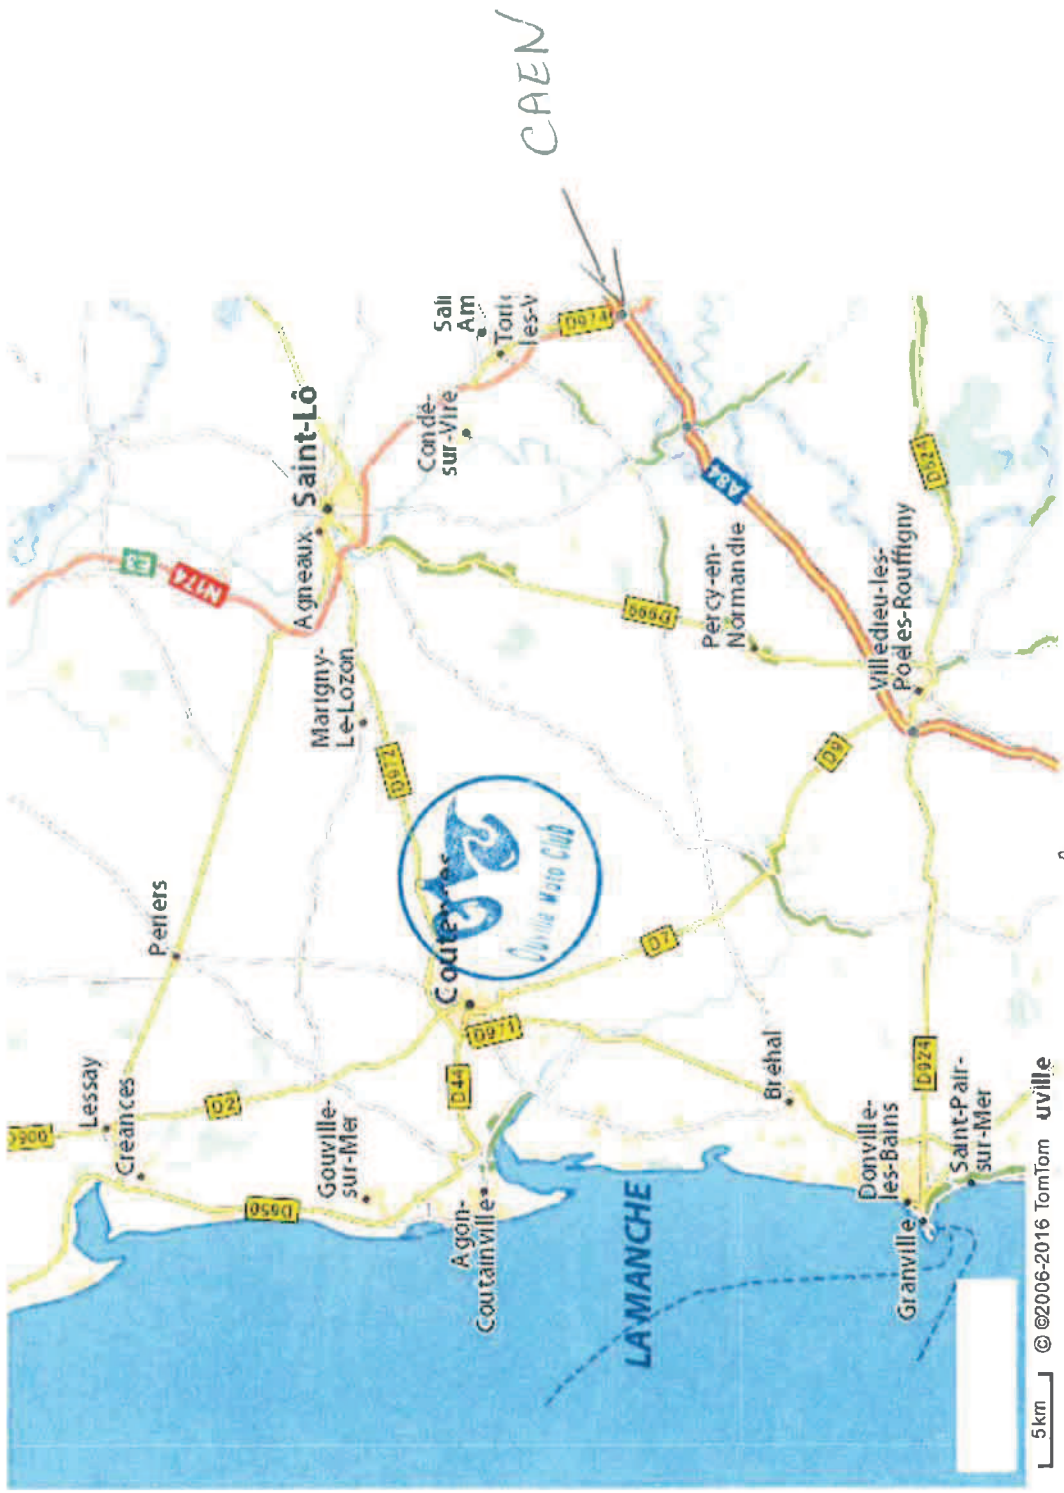 CAEN
Lessay
Créances
Periers
D900
D2
N174
Agneaux
Saint-Lô
D650
Gouville-
sur-Mer
Marigny-
Le-Lozon
D972
Condé-
sur-Vire
Agon-
Coutainville
D44
D971
Ouville Moto Club
D974
LA MANCHE
D7
D999
Percy-en-
Normandie
A84
Bréhal
D9
Donville-
les-Bains
Granville
Saint-Pair-
sur-Mer
D924
Villedieu-les-
Poêles-Rouffigny
D524
5km
© ©2006-2016 TomTom
uville